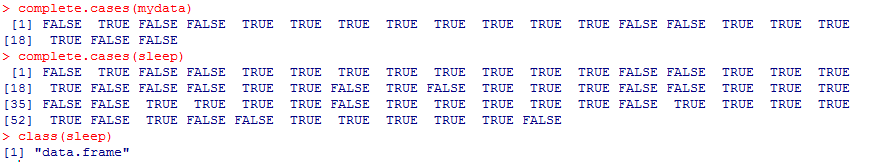 > complete.cases(mydata)
[1] FALSE TRUE FALSE FALSE TRUE TRUE TRUE TRUE TRUE TRUE TRUE TRUE FALSE FALSE TRUE TRUE TRUE
[18] TRUE FALSE FALSE
> complete.cases(sleep)
[1] FALSE TRUE FALSE FALSE TRUE TRUE TRUE TRUE TRUE TRUE TRUE TRUE FALSE FALSE TRUE TRUE TRUE
[18] TRUE FALSE FALSE FALSE TRUE TRUE FALSE TRUE FALSE TRUE TRUE TRUE FALSE FALSE TRUE TRUE TRUE
[35] FALSE FALSE TRUE TRUE TRUE TRUE FALSE TRUE TRUE TRUE TRUE TRUE FALSE TRUE TRUE TRUE TRUE
[52] TRUE FALSE TRUE FALSE FALSE TRUE TRUE TRUE TRUE TRUE FALSE
> class(sleep)
[1] "data.frame"